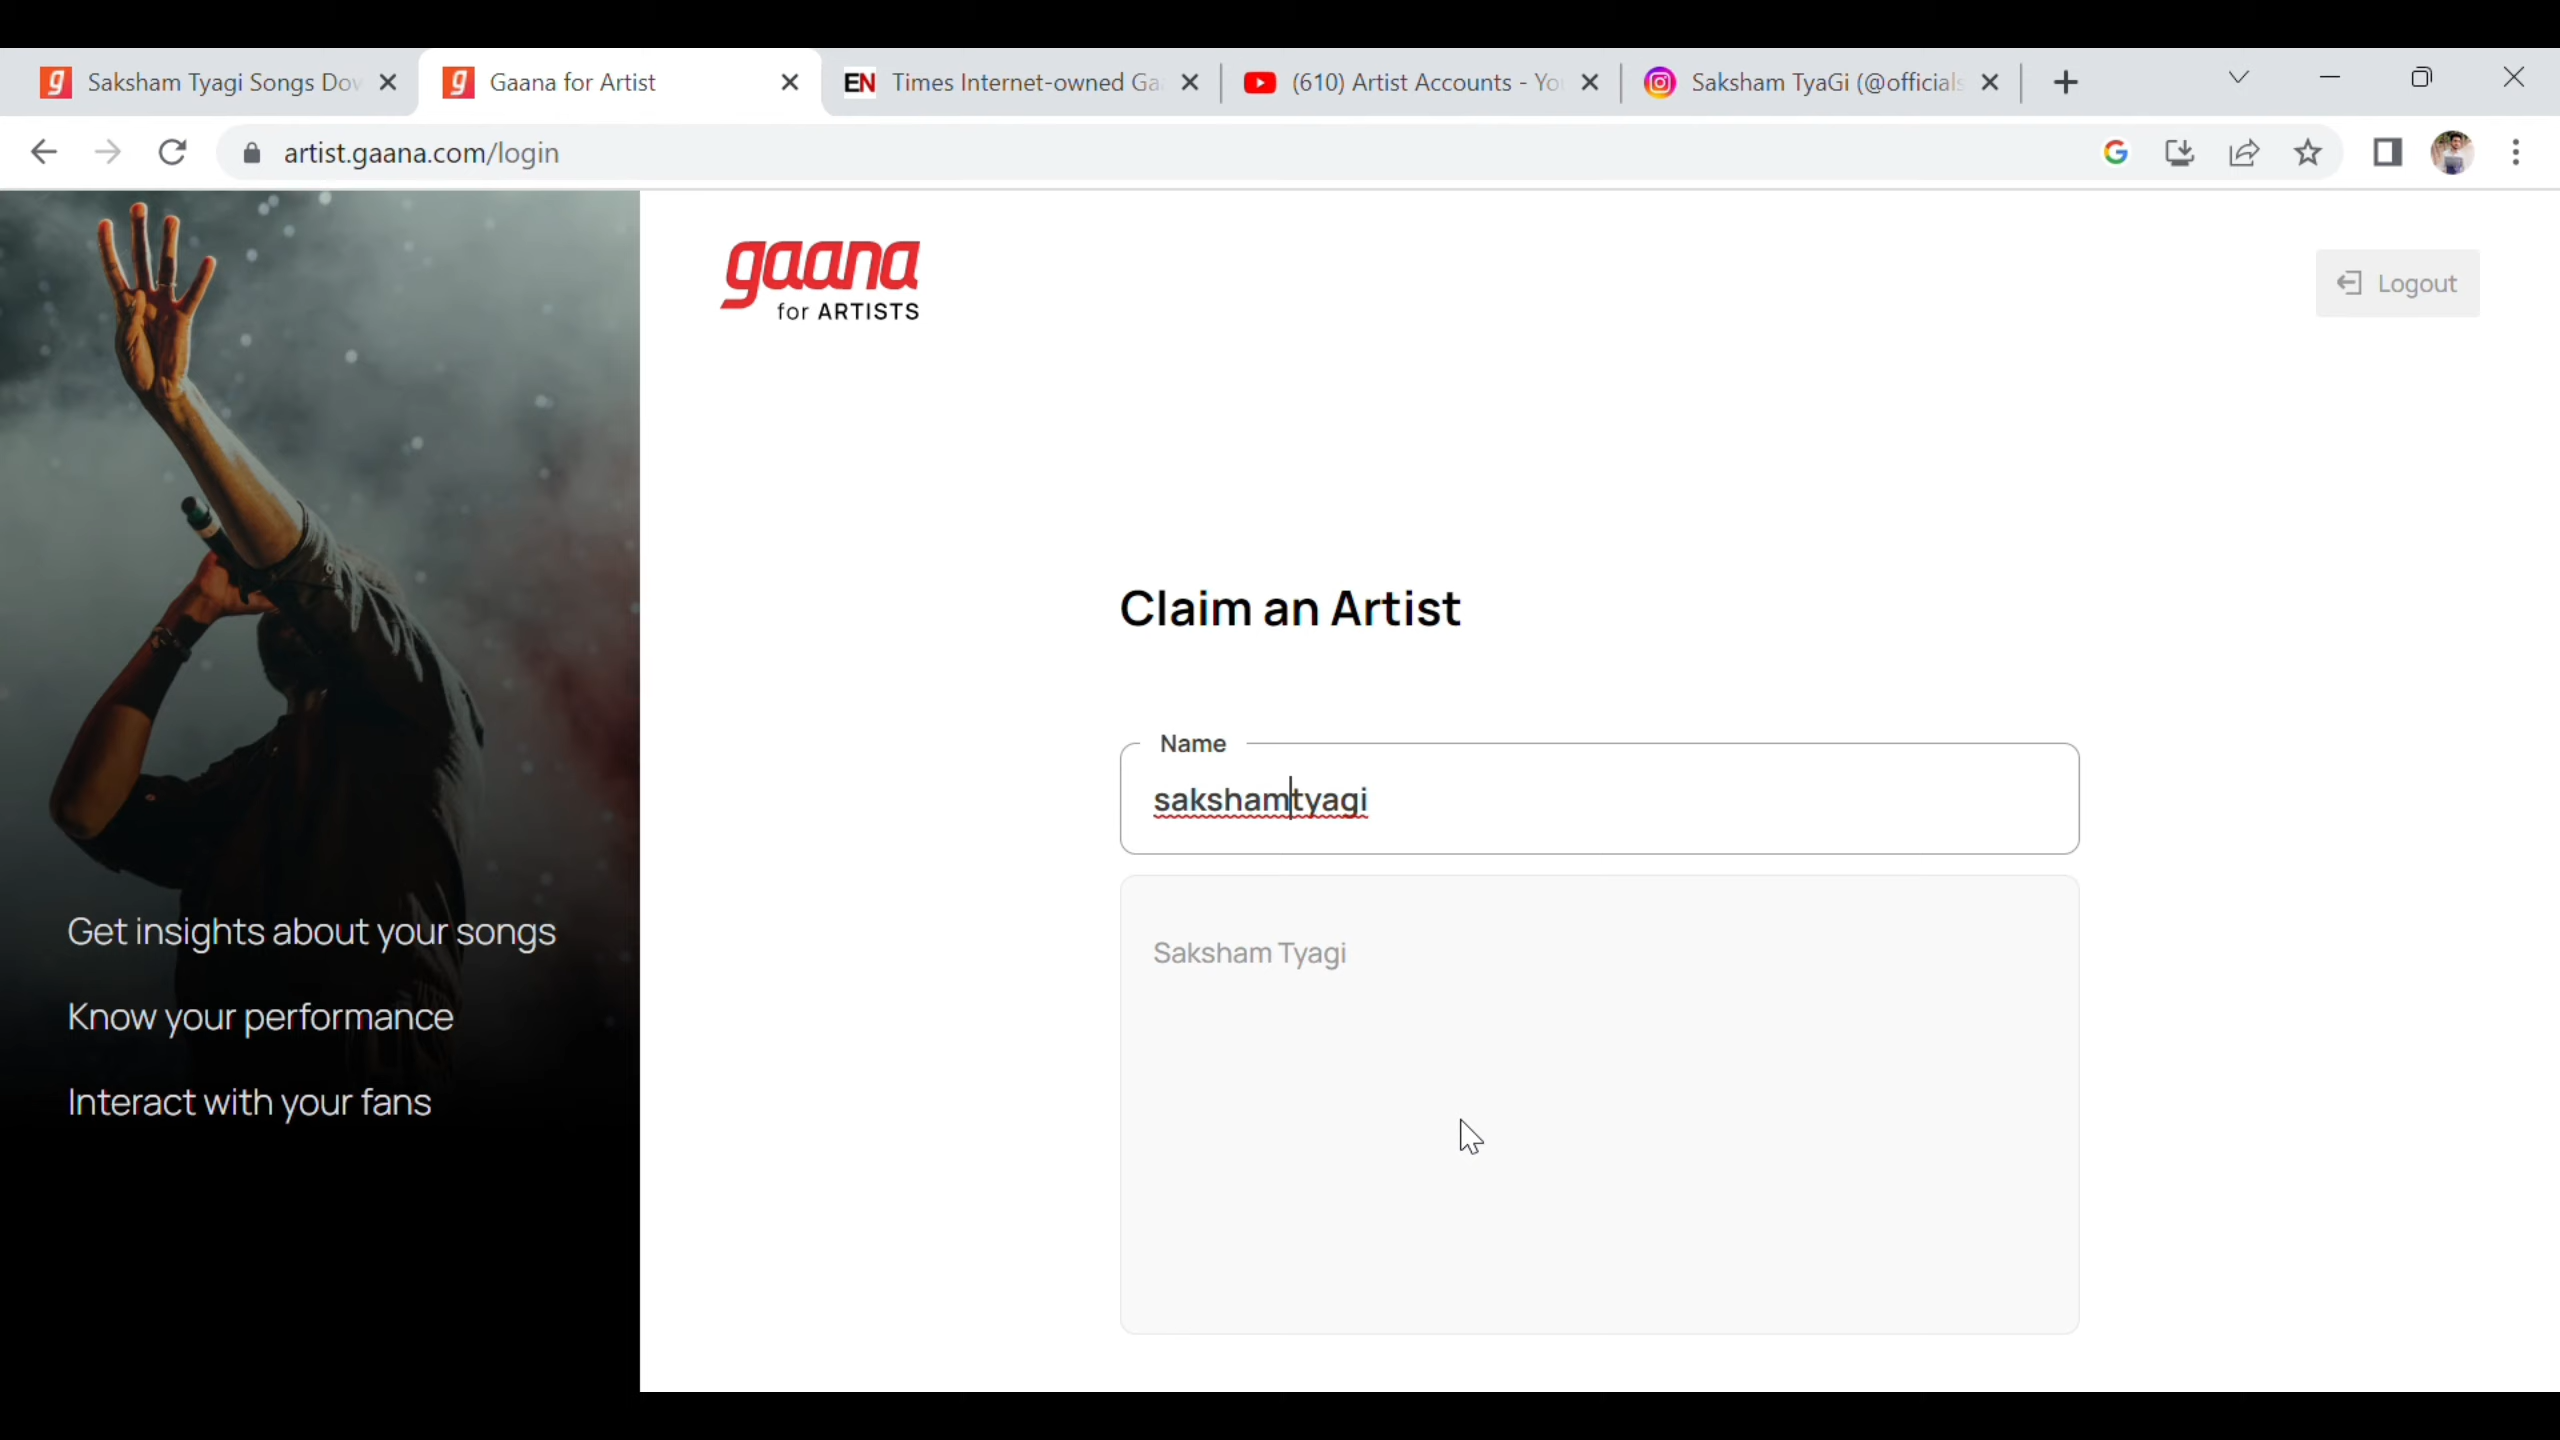 Saksham Tyagi Songs Dow
Gaana for Artist
EN Times Internet-owned Ga
(610) Artist Accounts - You
Saksham TyaGi (@officials
artist.gaana.com/login
gaana
for ARTISTS
Logout
Claim an Artist
Name
sakshamtyagi
Saksham Tyagi
Get insights about your songs
Know your performance
Interact with your fans